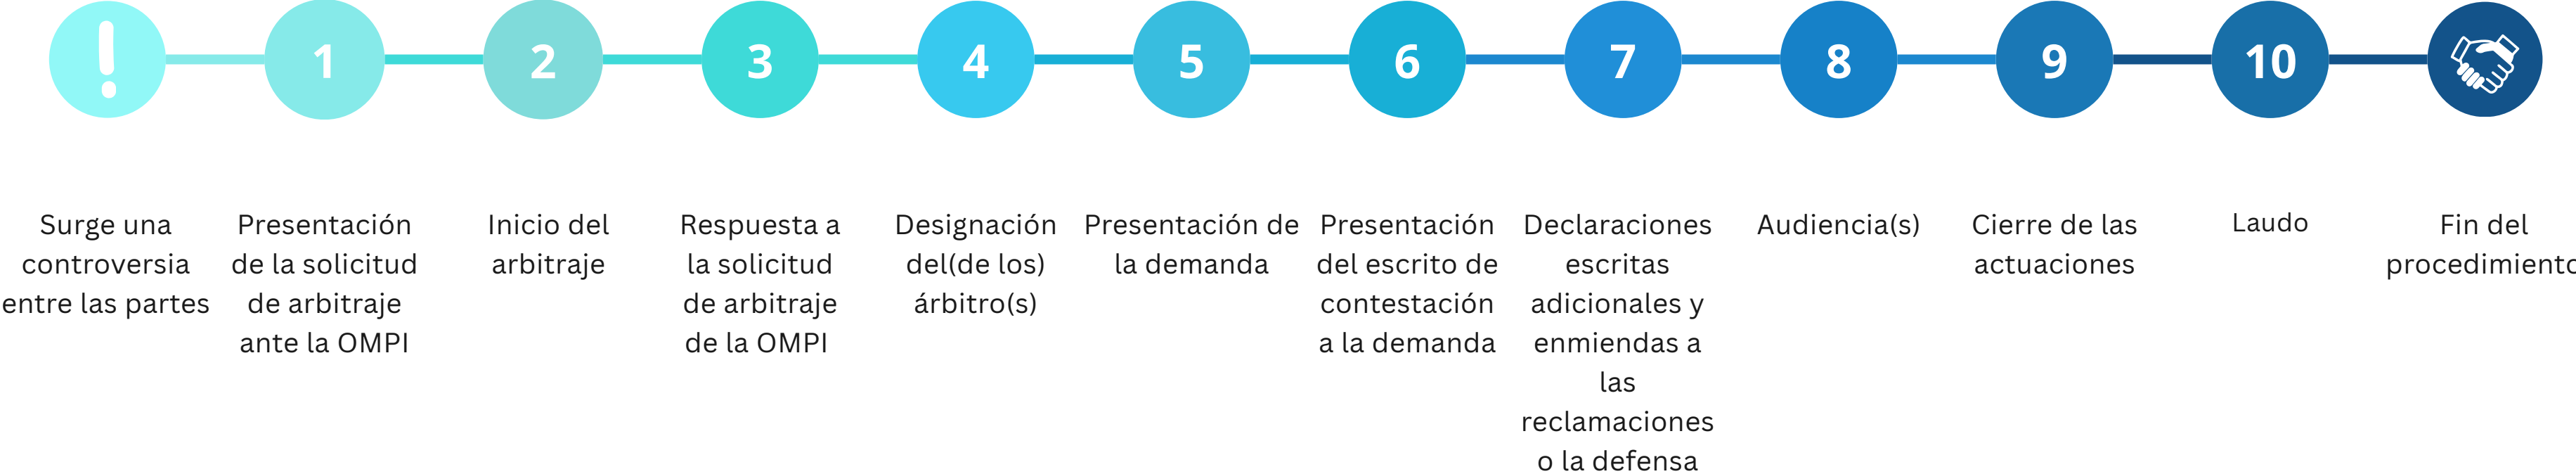 !
Surge una
controversia
entre las partes
1
Presentación
de la solicitud
de arbitraje
ante la OMPI
2
Inicio del
arbitraje
3
Respuesta a
la solicitud
de arbitraje
de la OMPI
4
Designación
del(de los)
árbitro(s)
5
Presentación de
la demanda
6
Presentación
del escrito de
contestación
a la demanda
7
Declaraciones
escritas
adicionales y
enmiendas a
las
reclamaciones
o la defensa
8
Audiencia(s)
9
Cierre de las
actuaciones
10
Laudo
Fin del
procedimiento